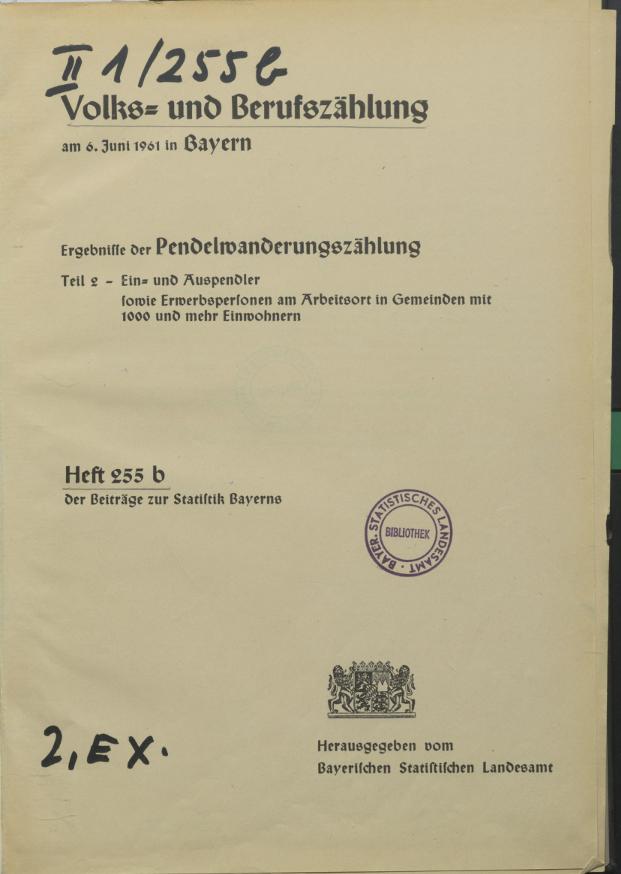 II 1/255b
Volks= und Berufszählung
am 6. Juni 1961 in Bayern
Ergebnisse der Pendelwanderungszählung
Teil 2 – Ein= und Auspendler
sowie Erwerbspersonen am Arbeitsort in Gemeinden mit
1000 und mehr Einwohnern
Heft 255 b
der Beiträge zur Statistik Bayerns
BAYER. STATISTISCHES LANDESAMT
BIBLIOTHEK
2, EX.
Herausgegeben vom
Bayerischen Statistischen Landesamt